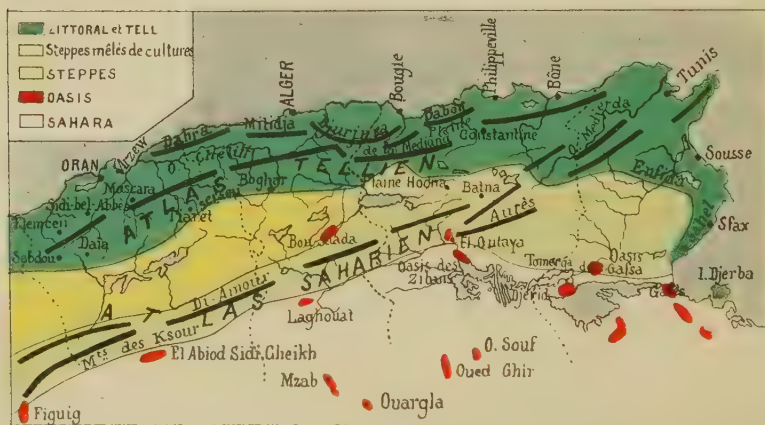 LITTORAL et TELL
Steppes mêlés de cultures
STEPPES
OASIS
SAHARA
ALGER
Bougie
Philippeville
Bône
Tunis
ORAN
Arzew
Dahra
Mitidja
Djurjura
Babor
Plaine de la Medjana
Constantine
O. Medjerda
O. Chéliff
ATLAS TELLIEN
Mascara
Sidi-bel-Abbès
Tlemcen
Sebdou
Daïa
Tiaret
Sersou
Boghar
Plaine Hodna
Batna
Aurès
Enfida
Sousse
Sahel
Sfax
I. Djerba
Bou-Saada
El Outaya
Oasis des Zibans
Djerid
Oasis de Gafsa
Gabès
ATLAS SAHARIEN
Dj-Amour
Mts des Ksour
Laghouat
El Abiod Sidi, Cheikh
Mzab
Ouargla
O. Souf
Oued Ghir
Figuig